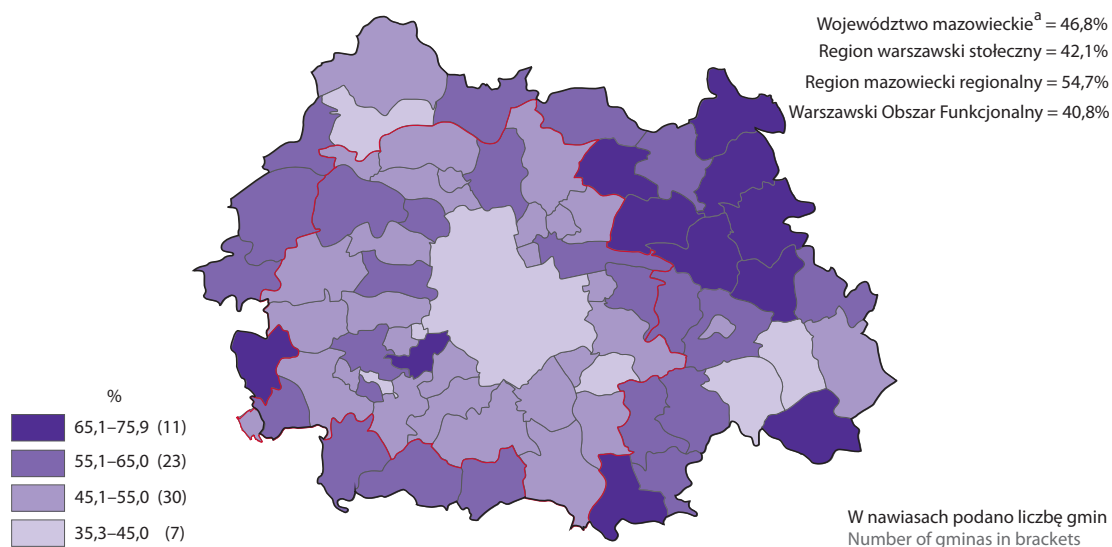 Województwo mazowieckieᵃ = 46,8%
Region warszawski stołeczny = 42,1%
Region mazowiecki regionalny = 54,7%
Warszawski Obszar Funkcjonalny = 40,8%
%
65,1–75,9 (11)
55,1–65,0 (23)
45,1–55,0 (30)
35,3–45,0 (7)
W nawiasach podano liczbę gmin
Number of gminas in brackets